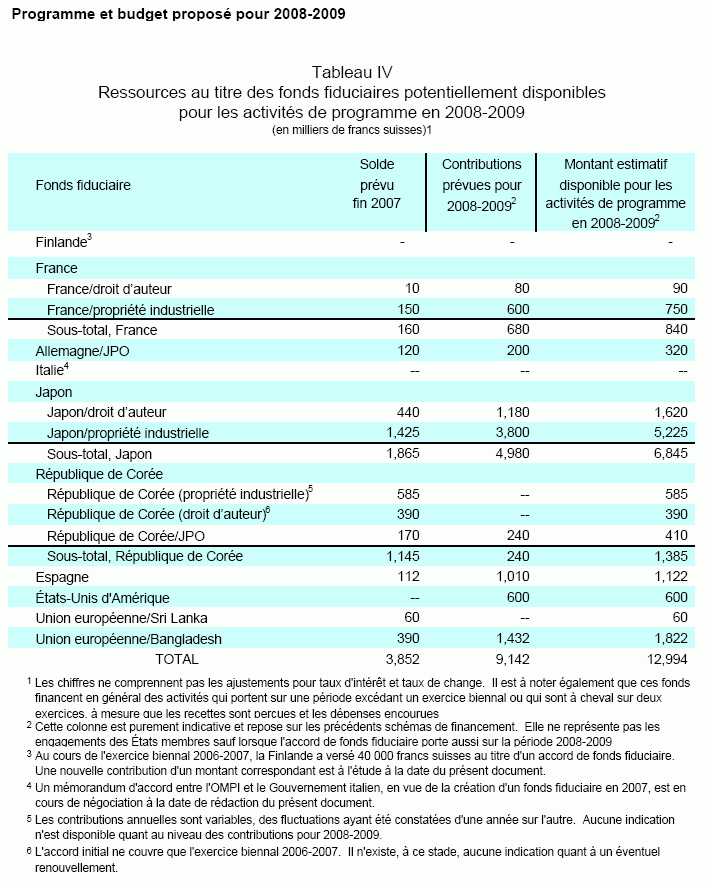 Programme et budget proposé pour 2008-2009
Tableau IV
Ressources au titre des fonds fiduciaires potentiellement disponibles
pour les activités de programme en 2008-2009
(en milliers de francs suisses)1
Fonds fiduciaire Solde prévu fin 2007 Contributions prévues pour 2008-2009² Montant estimatif disponible pour les activités de programme en 2008-2009²
Finlande³ - - -
France
France/droit d'auteur 10 80 90
France/propriété industrielle 150 600 750
Sous-total, France 160 680 840
Allemagne/JPO 120 200 320
Italie⁴ -- -- --
Japon
Japon/droit d'auteur 440 1,180 1,620
Japon/propriété industrielle 1,425 3,800 5,225
Sous-total, Japon 1,865 4,980 6,845
République de Corée
République de Corée (propriété industrielle)⁵ 585 -- 585
République de Corée (droit d'auteur)⁶ 390 -- 390
République de Corée/JPO 170 240 410
Sous-total, République de Corée 1,145 240 1,385
Espagne 112 1,010 1,122
États-Unis d'Amérique -- 600 600
Union européenne/Sri Lanka 60 -- 60
Union européenne/Bangladesh 390 1,432 1,822
TOTAL 3,852 9,142 12,994
¹ Les chiffres ne comprennent pas les ajustements pour taux d'intérêt et taux de change. Il est à noter également que ces fonds
financent en général des activités qui portent sur une période excédant un exercice biennal ou qui sont à cheval sur deux
exercices, à mesure que les recettes sont perçues et les dépenses encourues
² Cette colonne est purement indicative et repose sur les précédents schémas de financement. Elle ne représente pas les
engagements des États membres sauf lorsque l'accord de fonds fiduciaire porte aussi sur la période 2008-2009
³ Au cours de l'exercice biennal 2006-2007, la Finlande a versé 40 000 francs suisses au titre d'un accord de fonds fiduciaire.
Une nouvelle contribution d'un montant correspondant est à l'étude à la date du présent document.
⁴ Un mémorandum d'accord entre l'OMPI et le Gouvernement italien, en vue de la création d'un fonds fiduciaire en 2007, est en
cours de négociation à la date de rédaction du présent document.
⁵ Les contributions annuelles sont variables, des fluctuations ayant été constatées d'une année sur l'autre. Aucune indication
n'est disponible quant au niveau des contributions pour 2008-2009.
⁶ L'accord initial ne couvre que l'exercice biennal 2006-2007. Il n'existe, à ce stade, aucune indication quant à un éventuel
renouvellement.